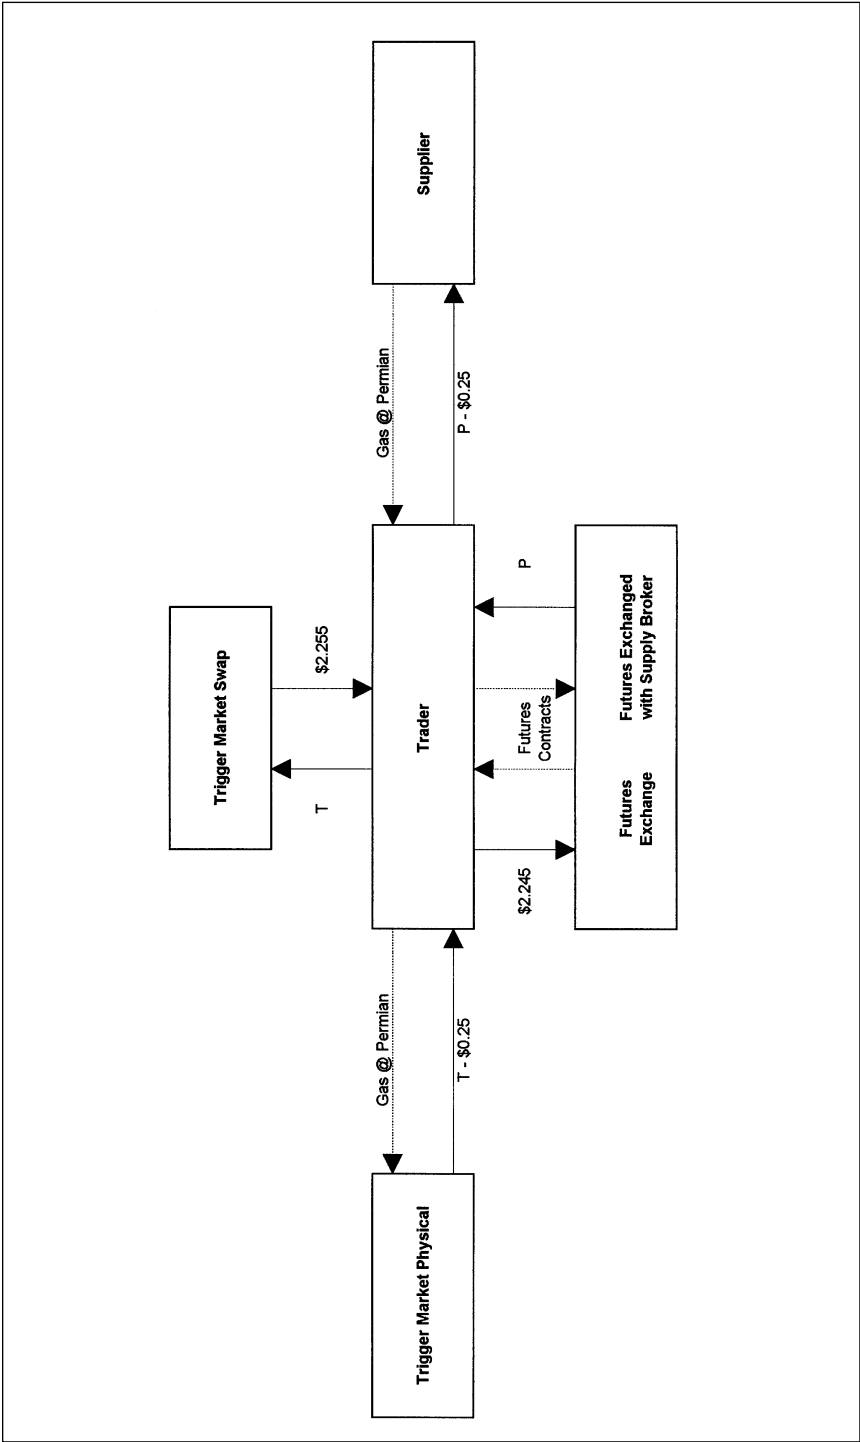 Trigger Market Swap
T
$2.255
Gas @ Permian
Gas @ Permian
Trigger Market Physical
Trader
Supplier
T - $0.25
P - $0.25
$2.245
Futures
Contracts
P
Futures
Exchange
Futures Exchanged
with Supply Broker